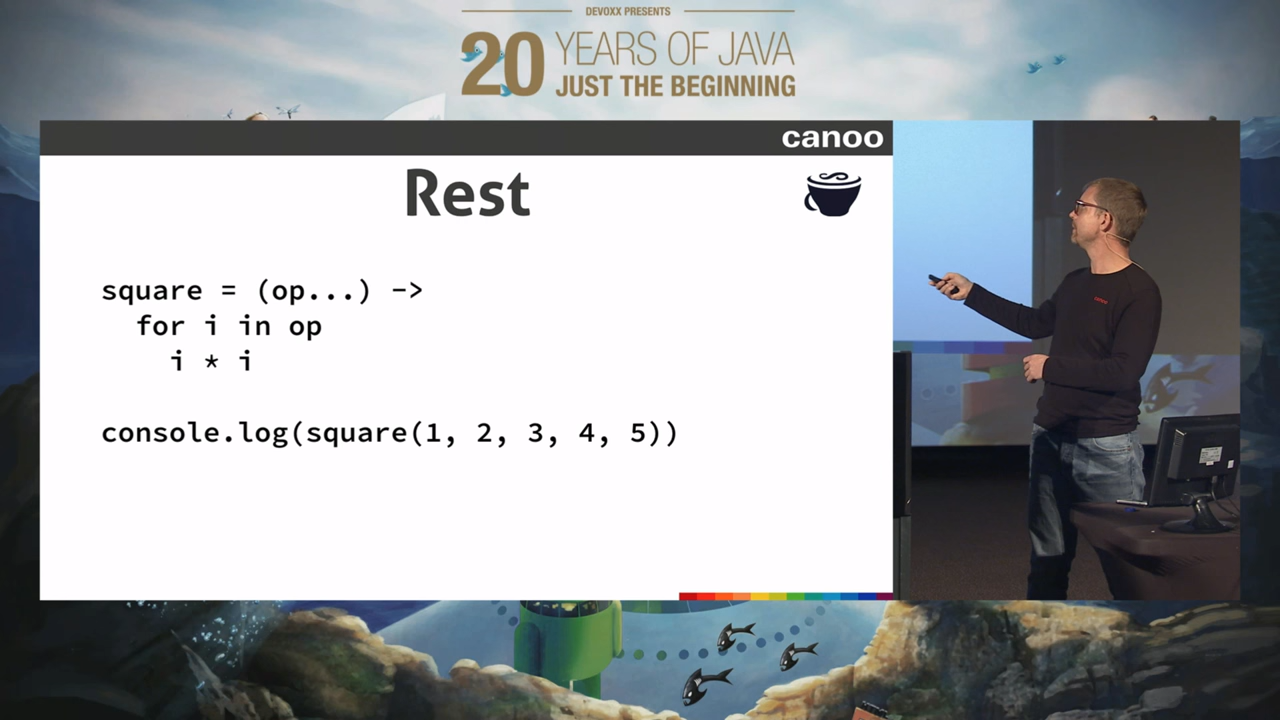 DEVOXX PRESENTS
20 YEARS OF JAVA
JUST THE BEGINNING
canoo
Rest
square = (op...) ->
for i in op
i * i
console.log(square(1, 2, 3, 4, 5))